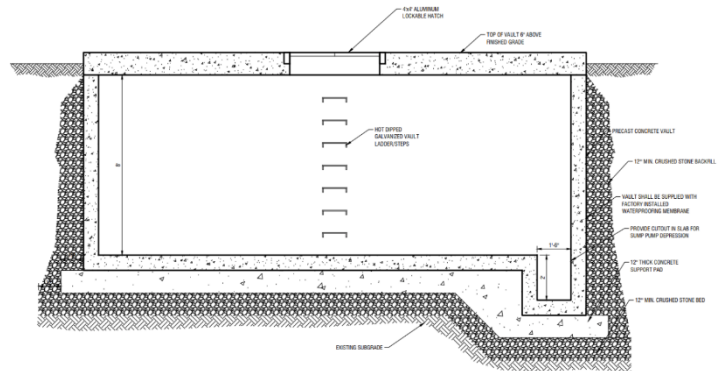 4'x4' ALUMINUM
LOCKABLE HATCH
TOP OF VAULT 6" ABOVE
FINISHED GRADE
HOT DIPPED
GALVANIZED VAULT
LADDER/STEPS
8'
PRECAST CONCRETE VAULT
12" MIN. CRUSHED STONE BACKFILL
VAULT SHALL BE SUPPLIED WITH
FACTORY INSTALLED
WATERPROOFING MEMBRANE
PROVIDE CUTOUT IN SLAB FOR
SUMP PUMP DEPRESSION
1'-6"
2'
12" THICK CONCRETE
SUPPORT PAD
12" MIN. CRUSHED STONE BED
EXISTING SUBGRADE